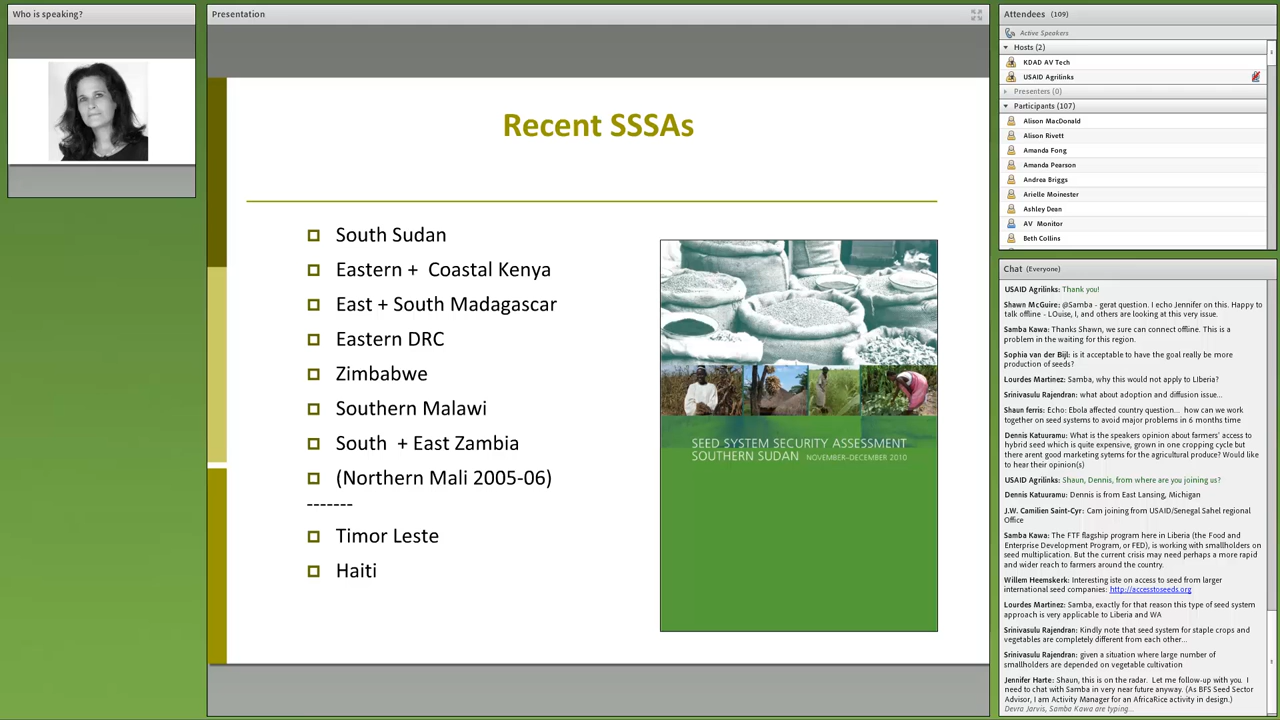 Who is speaking?
Presentation
Recent SSSAs
South Sudan
Eastern +  Coastal Kenya
East + South Madagascar
Eastern DRC
Zimbabwe
Southern Malawi
South  + East Zambia
(Northern Mali 2005-06)
-------
Timor Leste
Haiti
SEED SYSTEM SECURITY ASSESSMENT
SOUTHERN SUDAN NOVEMBER–DECEMBER 2010
Attendees (109)
Active Speakers
Hosts (2)
KDAD AV Tech
USAID Agrilinks
Presenters (0)
Participants (107)
Alison MacDonald
Alison Rivett
Amanda Fong
Amanda Pearson
Andrea Briggs
Arielle Moinester
Ashley Dean
AV  Monitor
Beth Collins
Chat (Everyone)
USAID Agrilinks: Thank you!
Shawn McGuire: @Samba - gerat question. I echo Jennifer on this. Happy to
talk offline - LOuise, I, and others are looking at this very issue.
Samba Kawa: Thanks Shawn, we sure can connect offline. This is a
problem in the waiting for this region.
Sophia van der Bijl: is it acceptable to have the goal really be more
production of seeds?
Lourdes Martinez: Samba, why this would not apply to LIberia?
Srinivasulu Rajendran: what about adoption and diffusion issue...
Shaun ferris: Echo: Ebola affected country question...  how can we work
together on seed systems to avoid major problems in 6 months time
Dennis Katuuramu: What is the speakers opinion about farmers' access to
hybrid seed which is quite expensive, grown in one cropping cycle but
there arent good marketing sytems for the agricultural produce? Would like
to hear their opinion(s)
USAID Agrilinks: Shaun, Dennis, from where are you joining us?
Dennis Katuuramu: Dennis is from East Lansing, Michigan
J.W. Camilien Saint-Cyr: Cam joining from USAID/Senegal Sahel regional
Office
Samba Kawa: The FTF flagship program here in Liberia (the Food and
Enterprise Development Program, or FED), is working with smallholders on
seed multiplication. But the current crisis may need perhaps a more rapid
and wider reach to farmers around the country.
Willem Heemskerk: Interesting iste on access to seed from larger
international seed companies: http://accesstoseeds.org
Lourdes Martinez: Samba, exactly for that reason this type of seed system
approach is very applicable to Liberia and WA
Srinivasulu Rajendran: Kindly note that seed system for staple crops and
vegetables are completely different from each other...
Srinivasulu Rajendran: given a situation where large number of
smallholders are depended on vegetable cultivation
Jennifer Harte: Shaun, this is on the radar.  Let me follow-up with you.  I
need to chat with Samba in very near future anyway. (As BFS Seed Sector
Advisor, I am Activity Manager for an AfricaRice activity in design.)
Devra Jarvis, Samba Kawa are typing...